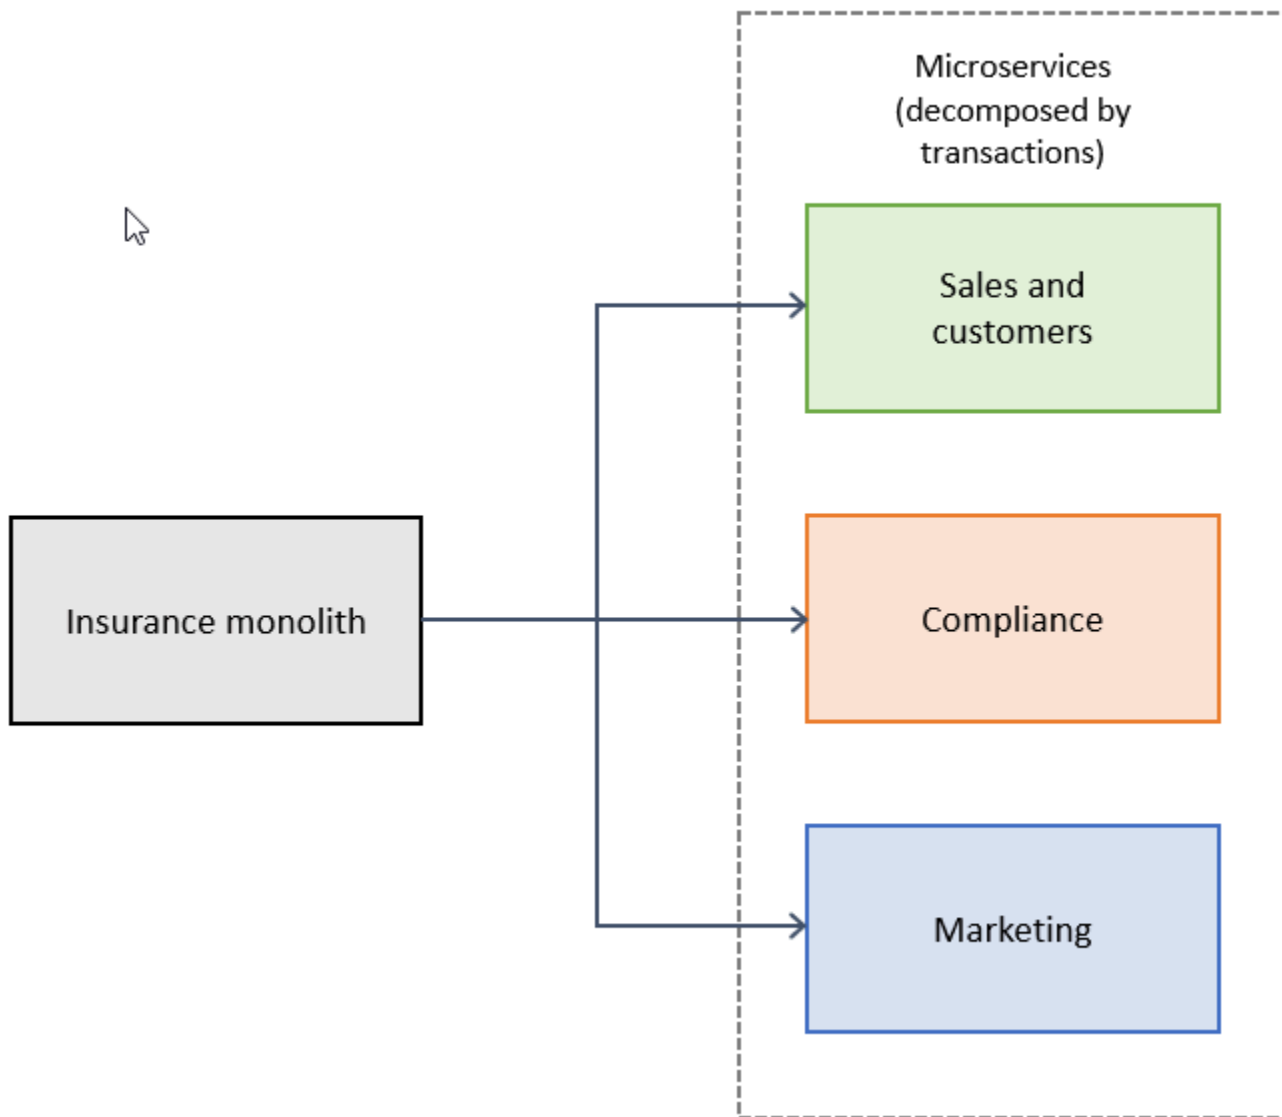 Microservices
(decomposed by
transactions)
Sales and
customers
Insurance monolith
Compliance
Marketing